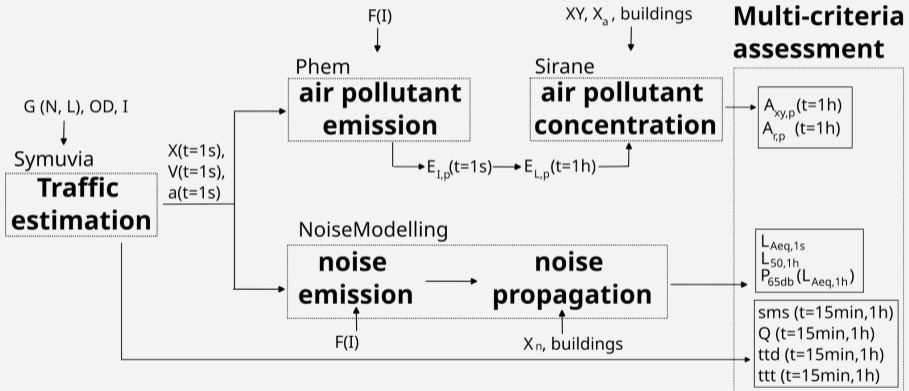 F(I)
XY, Xa, buildings
Multi-criteria
assessment
Phem
Sirane
air pollutant
emission
air pollutant
concentration
Axy,p(t=1h)
Ar,p (t=1h)
G (N, L), OD, I
Symuvia
Traffic
estimation
X(t=1s),
V(t=1s),
a(t=1s)
EI,p(t=1s)
EL,p(t=1h)
NoiseModelling
noise
emission
noise
propagation
LAeq,1s
L50,1h
P65db(LAeq,1h)
F(I)
Xn, buildings
sms (t=15min,1h)
Q (t=15min,1h)
ttd (t=15min,1h)
ttt (t=15min,1h)